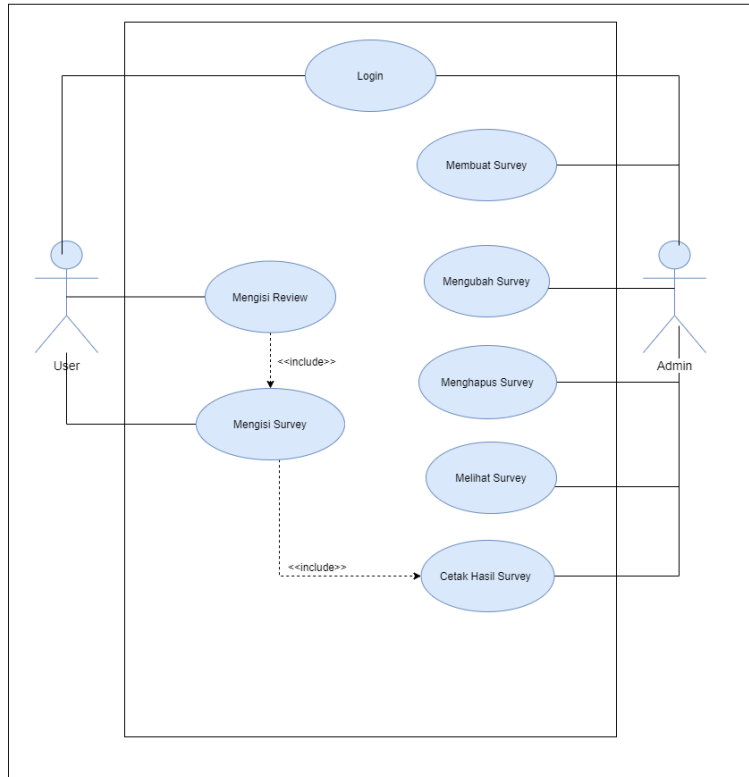 Login
Membuat Survey
Mengisi Review
Mengubah Survey
<<include>>
User
Admin
Menghapus Survey
Mengisi Survey
Melihat Survey
<<include>>
Cetak Hasil Survey